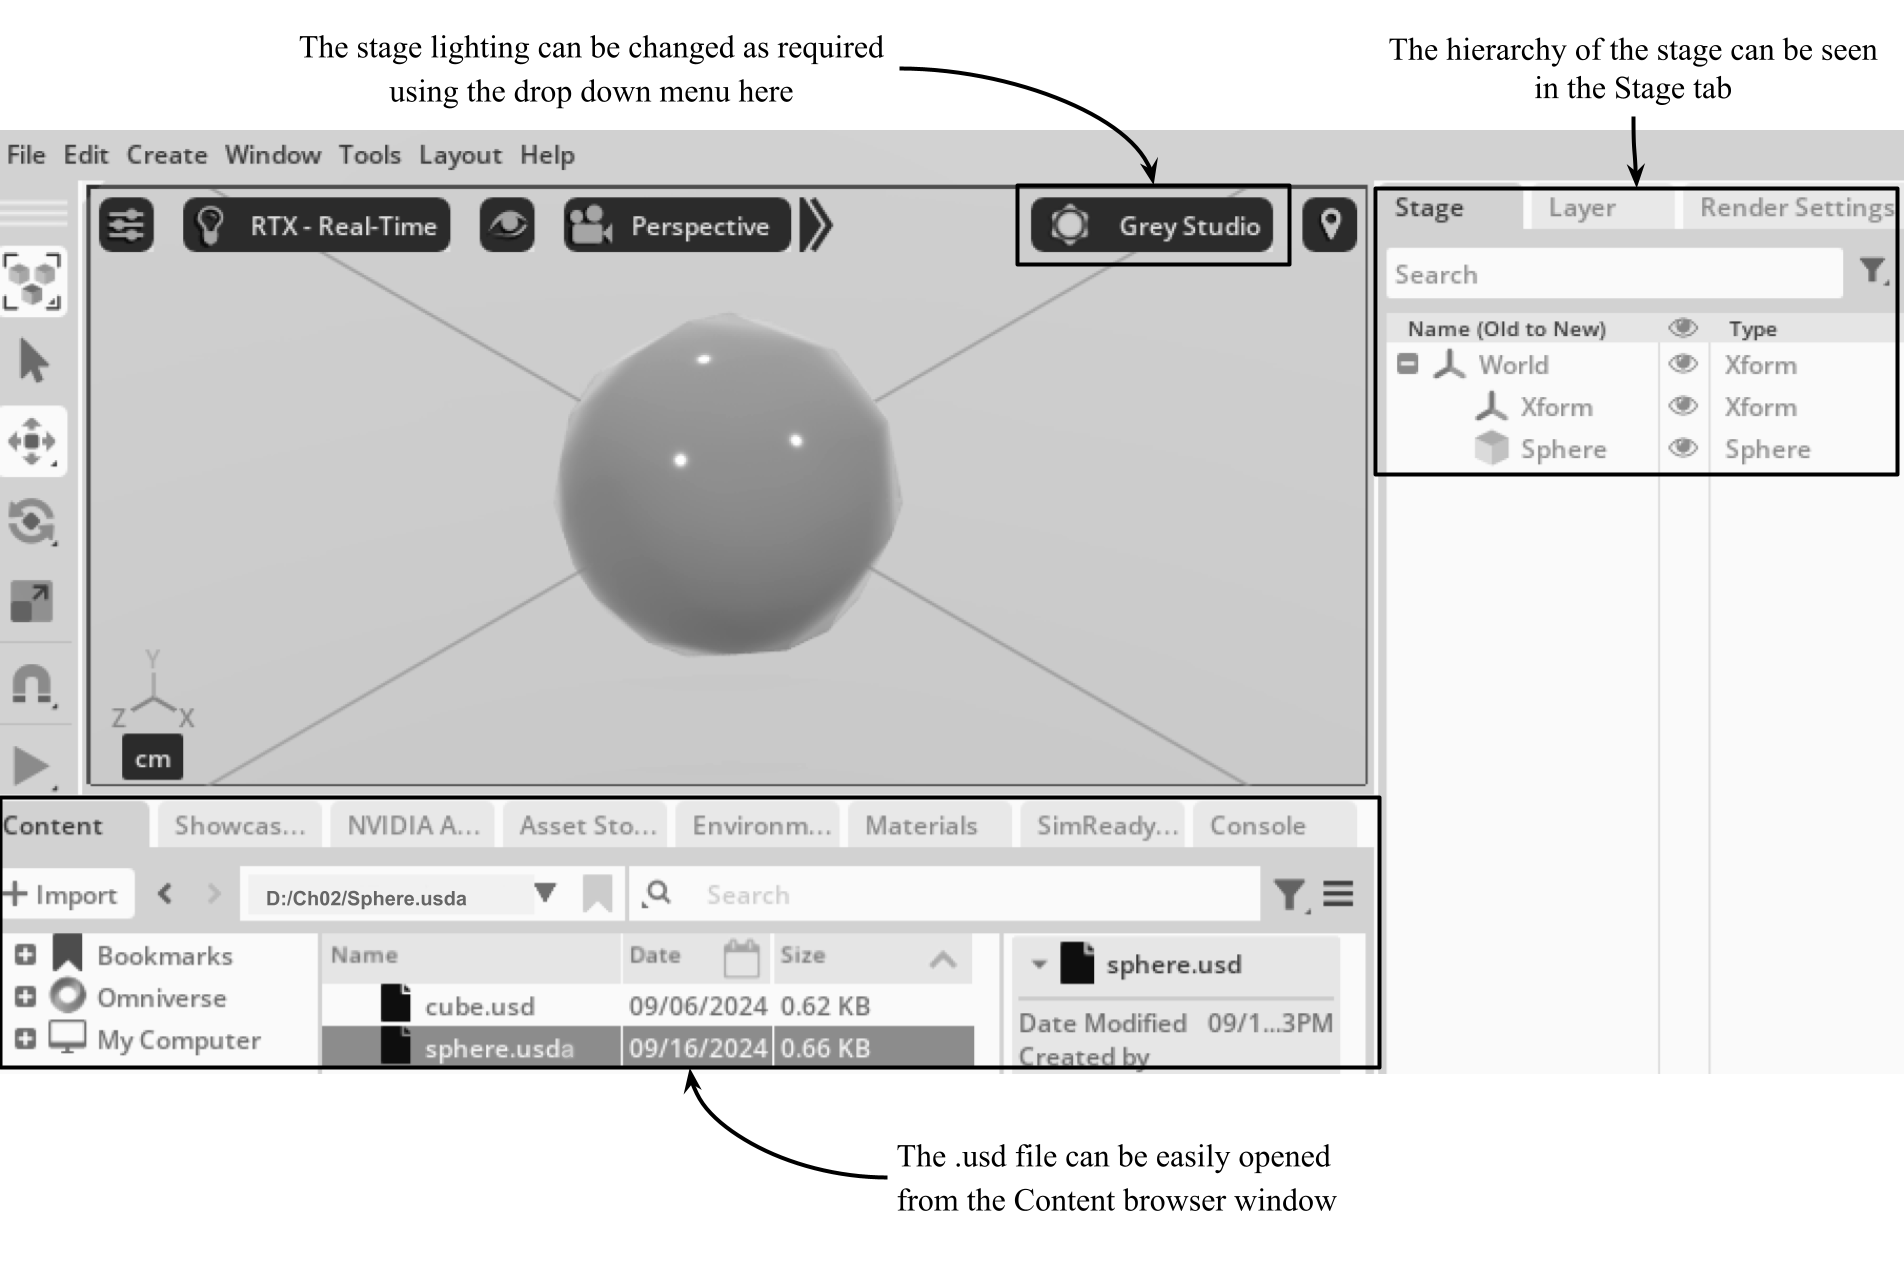 The stage lighting can be changed as required
using the drop down menu here
The hierarchy of the stage can be seen
in the Stage tab
File Edit Create Window Tools Layout Help
RTX - Real-Time
Perspective
Grey Studio
Stage Layer Render Settings
Search
Name (Old to New) Type
World Xform
Xform Xform
Sphere Sphere
Y
Z X
cm
Content Showcas... NVIDIA A... Asset Sto... Environm... Materials SimReady... Console
Import D:/Ch02/Sphere.usda Search
Bookmarks
Omniverse
My Computer
Name Date Size
cube.usd 09/06/2024 0.62 KB
sphere.usda 09/16/2024 0.66 KB
sphere.usd
Date Modified 09/1...3PM
Created by
The .usd file can be easily opened
from the Content browser window